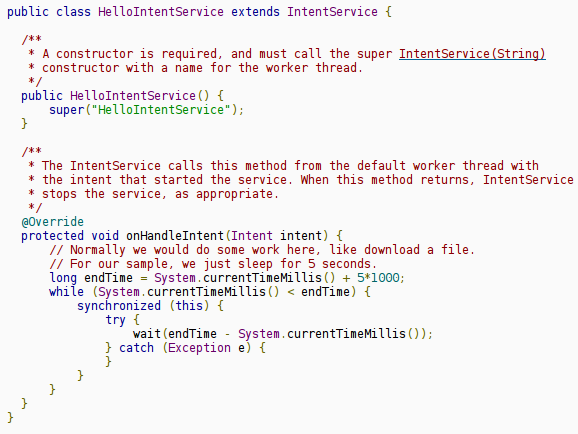 public class HelloIntentService extends IntentService {

  /**
   * A constructor is required, and must call the super IntentService(String)
   * constructor with a name for the worker thread.
   */
  public HelloIntentService() {
      super("HelloIntentService");
  }

  /**
   * The IntentService calls this method from the default worker thread with
   * the intent that started the service. When this method returns, IntentService
   * stops the service, as appropriate.
   */
  @Override
  protected void onHandleIntent(Intent intent) {
      // Normally we would do some work here, like download a file.
      // For our sample, we just sleep for 5 seconds.
      long endTime = System.currentTimeMillis() + 5*1000;
      while (System.currentTimeMillis() < endTime) {
          synchronized (this) {
              try {
                  wait(endTime - System.currentTimeMillis());
              } catch (Exception e) {
              }
          }
      }
  }
}